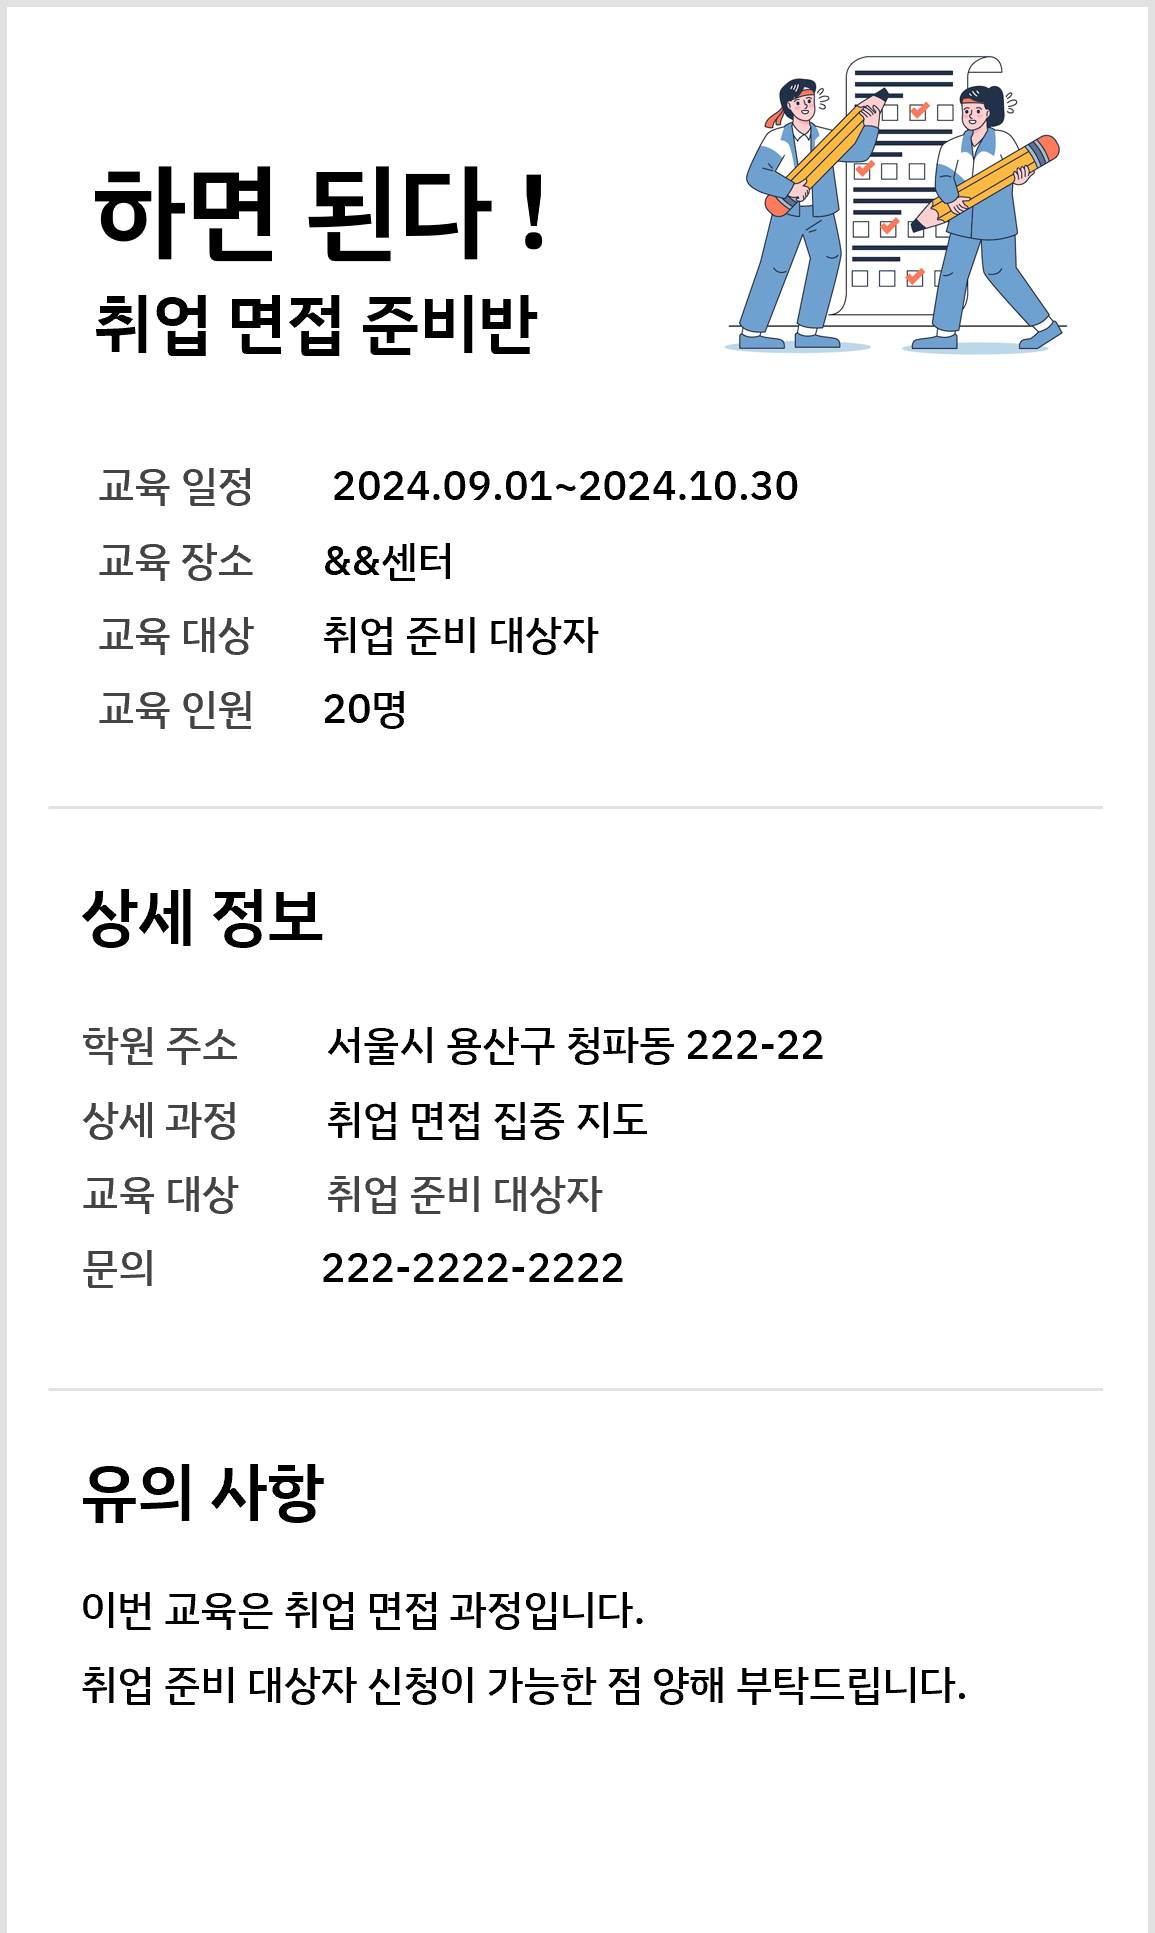 하면 된다 !
취업 면접 준비반
교육 일정 2024.09.01~2024.10.30
교육 장소 &&센터
교육 대상 취업 준비 대상자
교육 인원 20명
상세 정보
학원 주소 서울시 용산구 청파동 222-22
상세 과정 취업 면접 집중 지도
교육 대상 취업 준비 대상자
문의 222-2222-2222
유의 사항
이번 교육은 취업 면접 과정입니다.
취업 준비 대상자 신청이 가능한 점 양해 부탁드립니다.